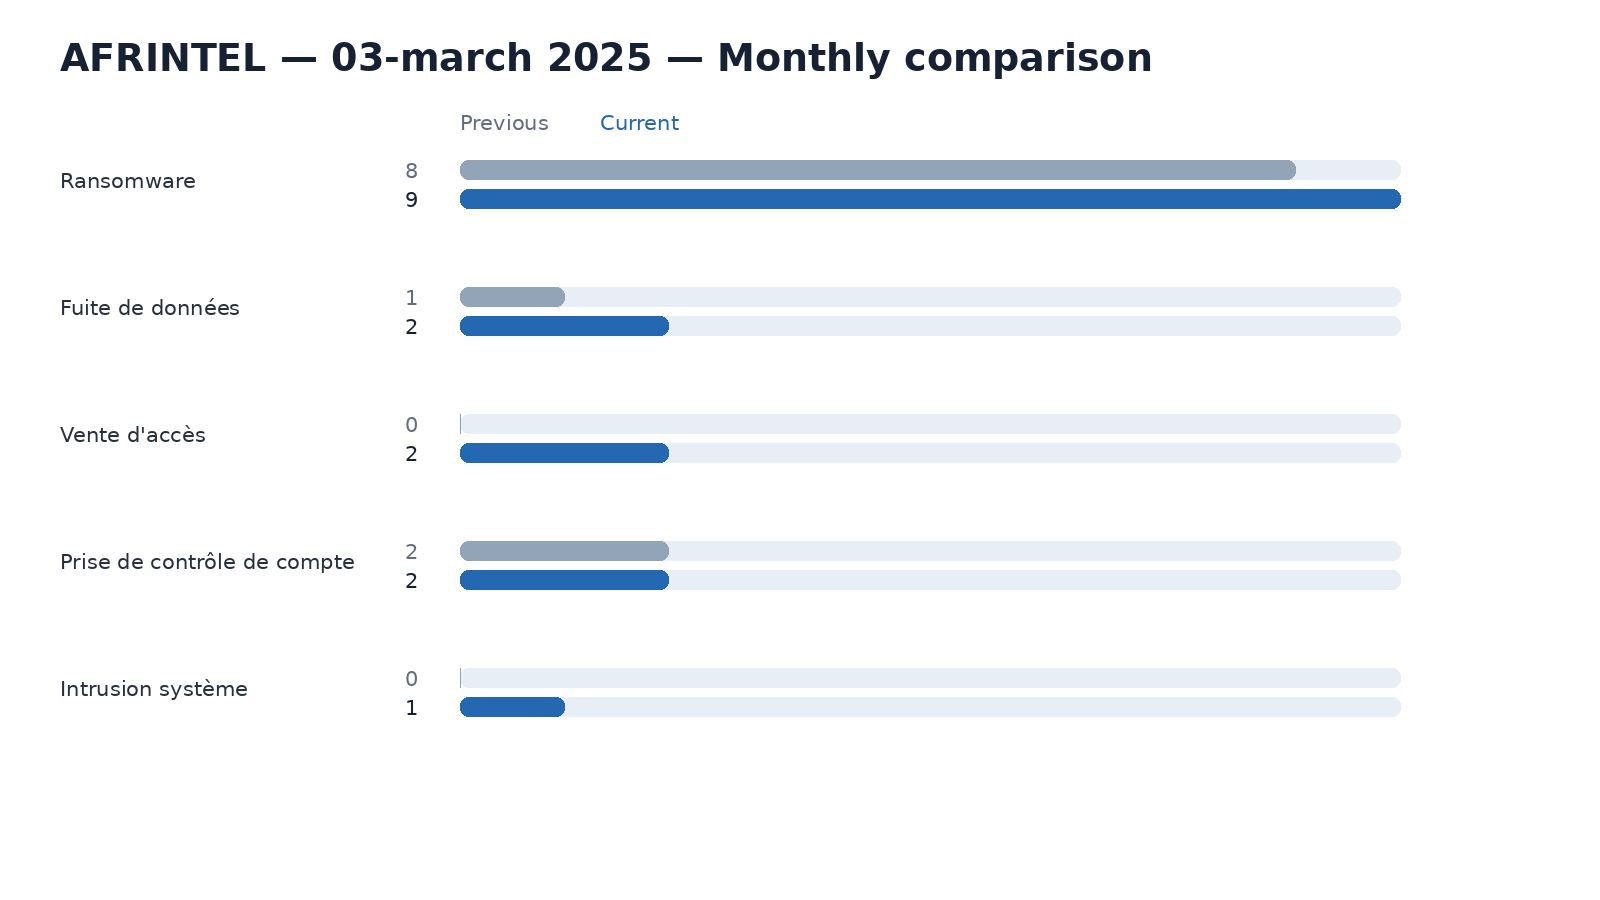 AFRINTEL — 03-march 2025 — Monthly comparison
Previous Current
Ransomware
8
9
Fuite de données
1
2
Vente d'accès
0
2
Prise de contrôle de compte
2
2
Intrusion système
0
1